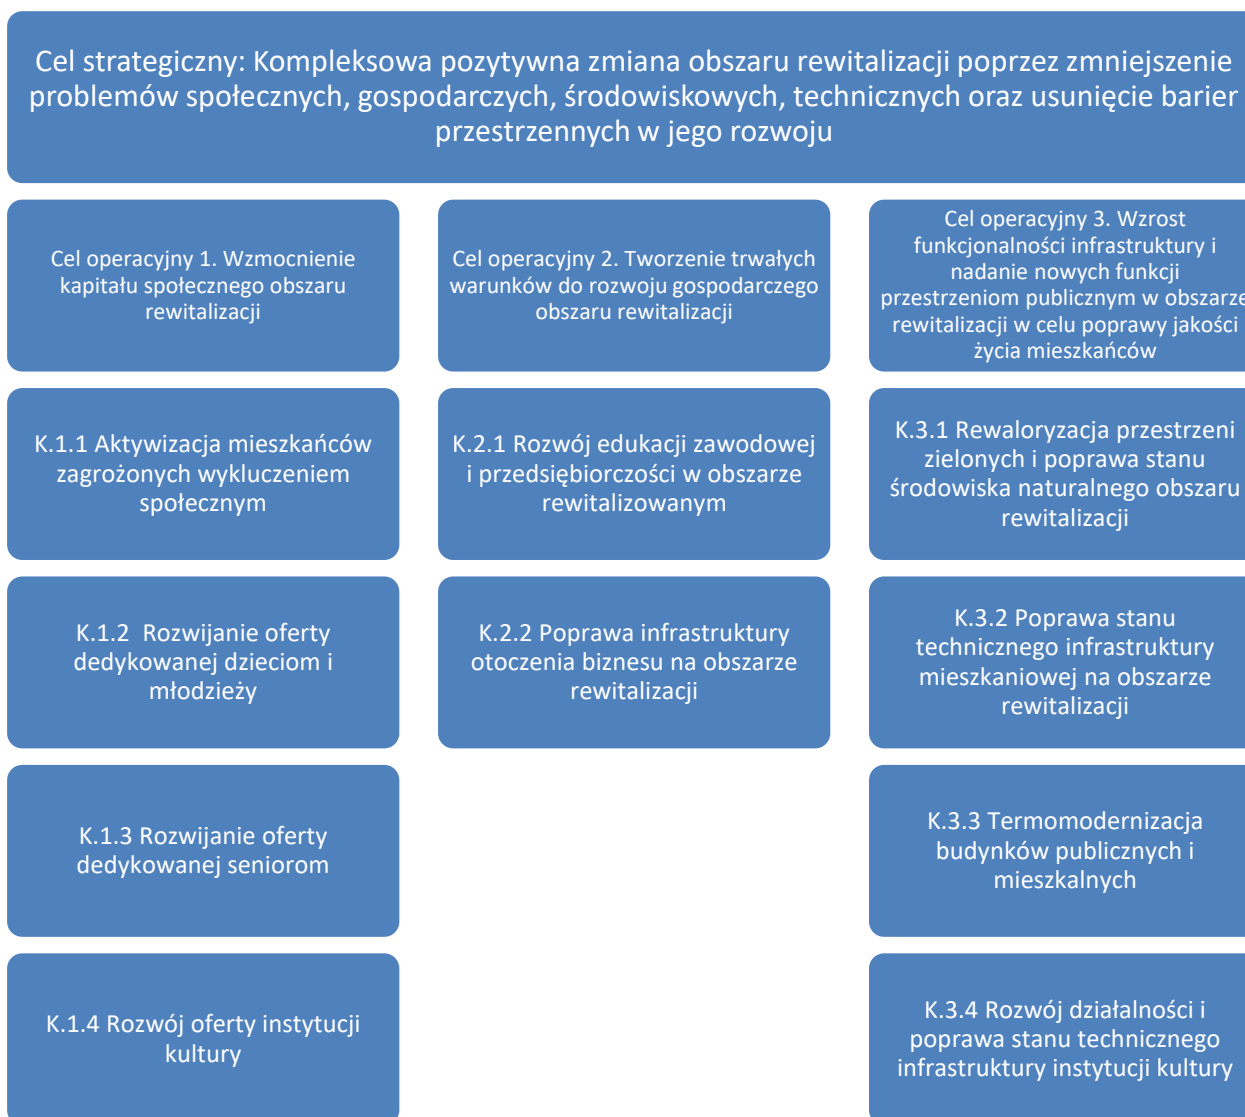 Cel strategiczny: Kompleksowa pozytywna zmiana obszaru rewitalizacji poprzez zmniejszenie
problemów społecznych, gospodarczych, środowiskowych, technicznych oraz usunięcie barier
przestrzennych w jego rozwoju
Cel operacyjny 1. Wzmocnienie
kapitału społecznego obszaru
rewitalizacji
Cel operacyjny 2. Tworzenie trwałych
warunków do rozwoju gospodarczego
obszaru rewitalizacji
Cel operacyjny 3. Wzrost
funkcjonalności infrastruktury i
nadanie nowych funkcji
przestrzeniom publicznym w obszarze
rewitalizacji w celu poprawy jakości
życia mieszkańców
K.1.1 Aktywizacja mieszkańców
zagrożonych wykluczeniem
społecznym
K.2.1 Rozwój edukacji zawodowej
i przedsiębiorczości w obszarze
rewitalizowanym
K.3.1 Rewaloryzacja przestrzeni
zielonych i poprawa stanu
środowiska naturalnego obszaru
rewitalizacji
K.1.2 Rozwijanie oferty
dedykowanej dzieciom i
młodzieży
K.2.2 Poprawa infrastruktury
otoczenia biznesu na obszarze
rewitalizacji
K.3.2 Poprawa stanu
technicznego infrastruktury
mieszkaniowej na obszarze
rewitalizacji
K.1.3 Rozwijanie oferty
dedykowanej seniorom
K.3.3 Termomodernizacja
budynków publicznych i
mieszkalnych
K.1.4 Rozwój oferty instytucji
kultury
K.3.4 Rozwój działalności i
poprawa stanu technicznego
infrastruktury instytucji kultury